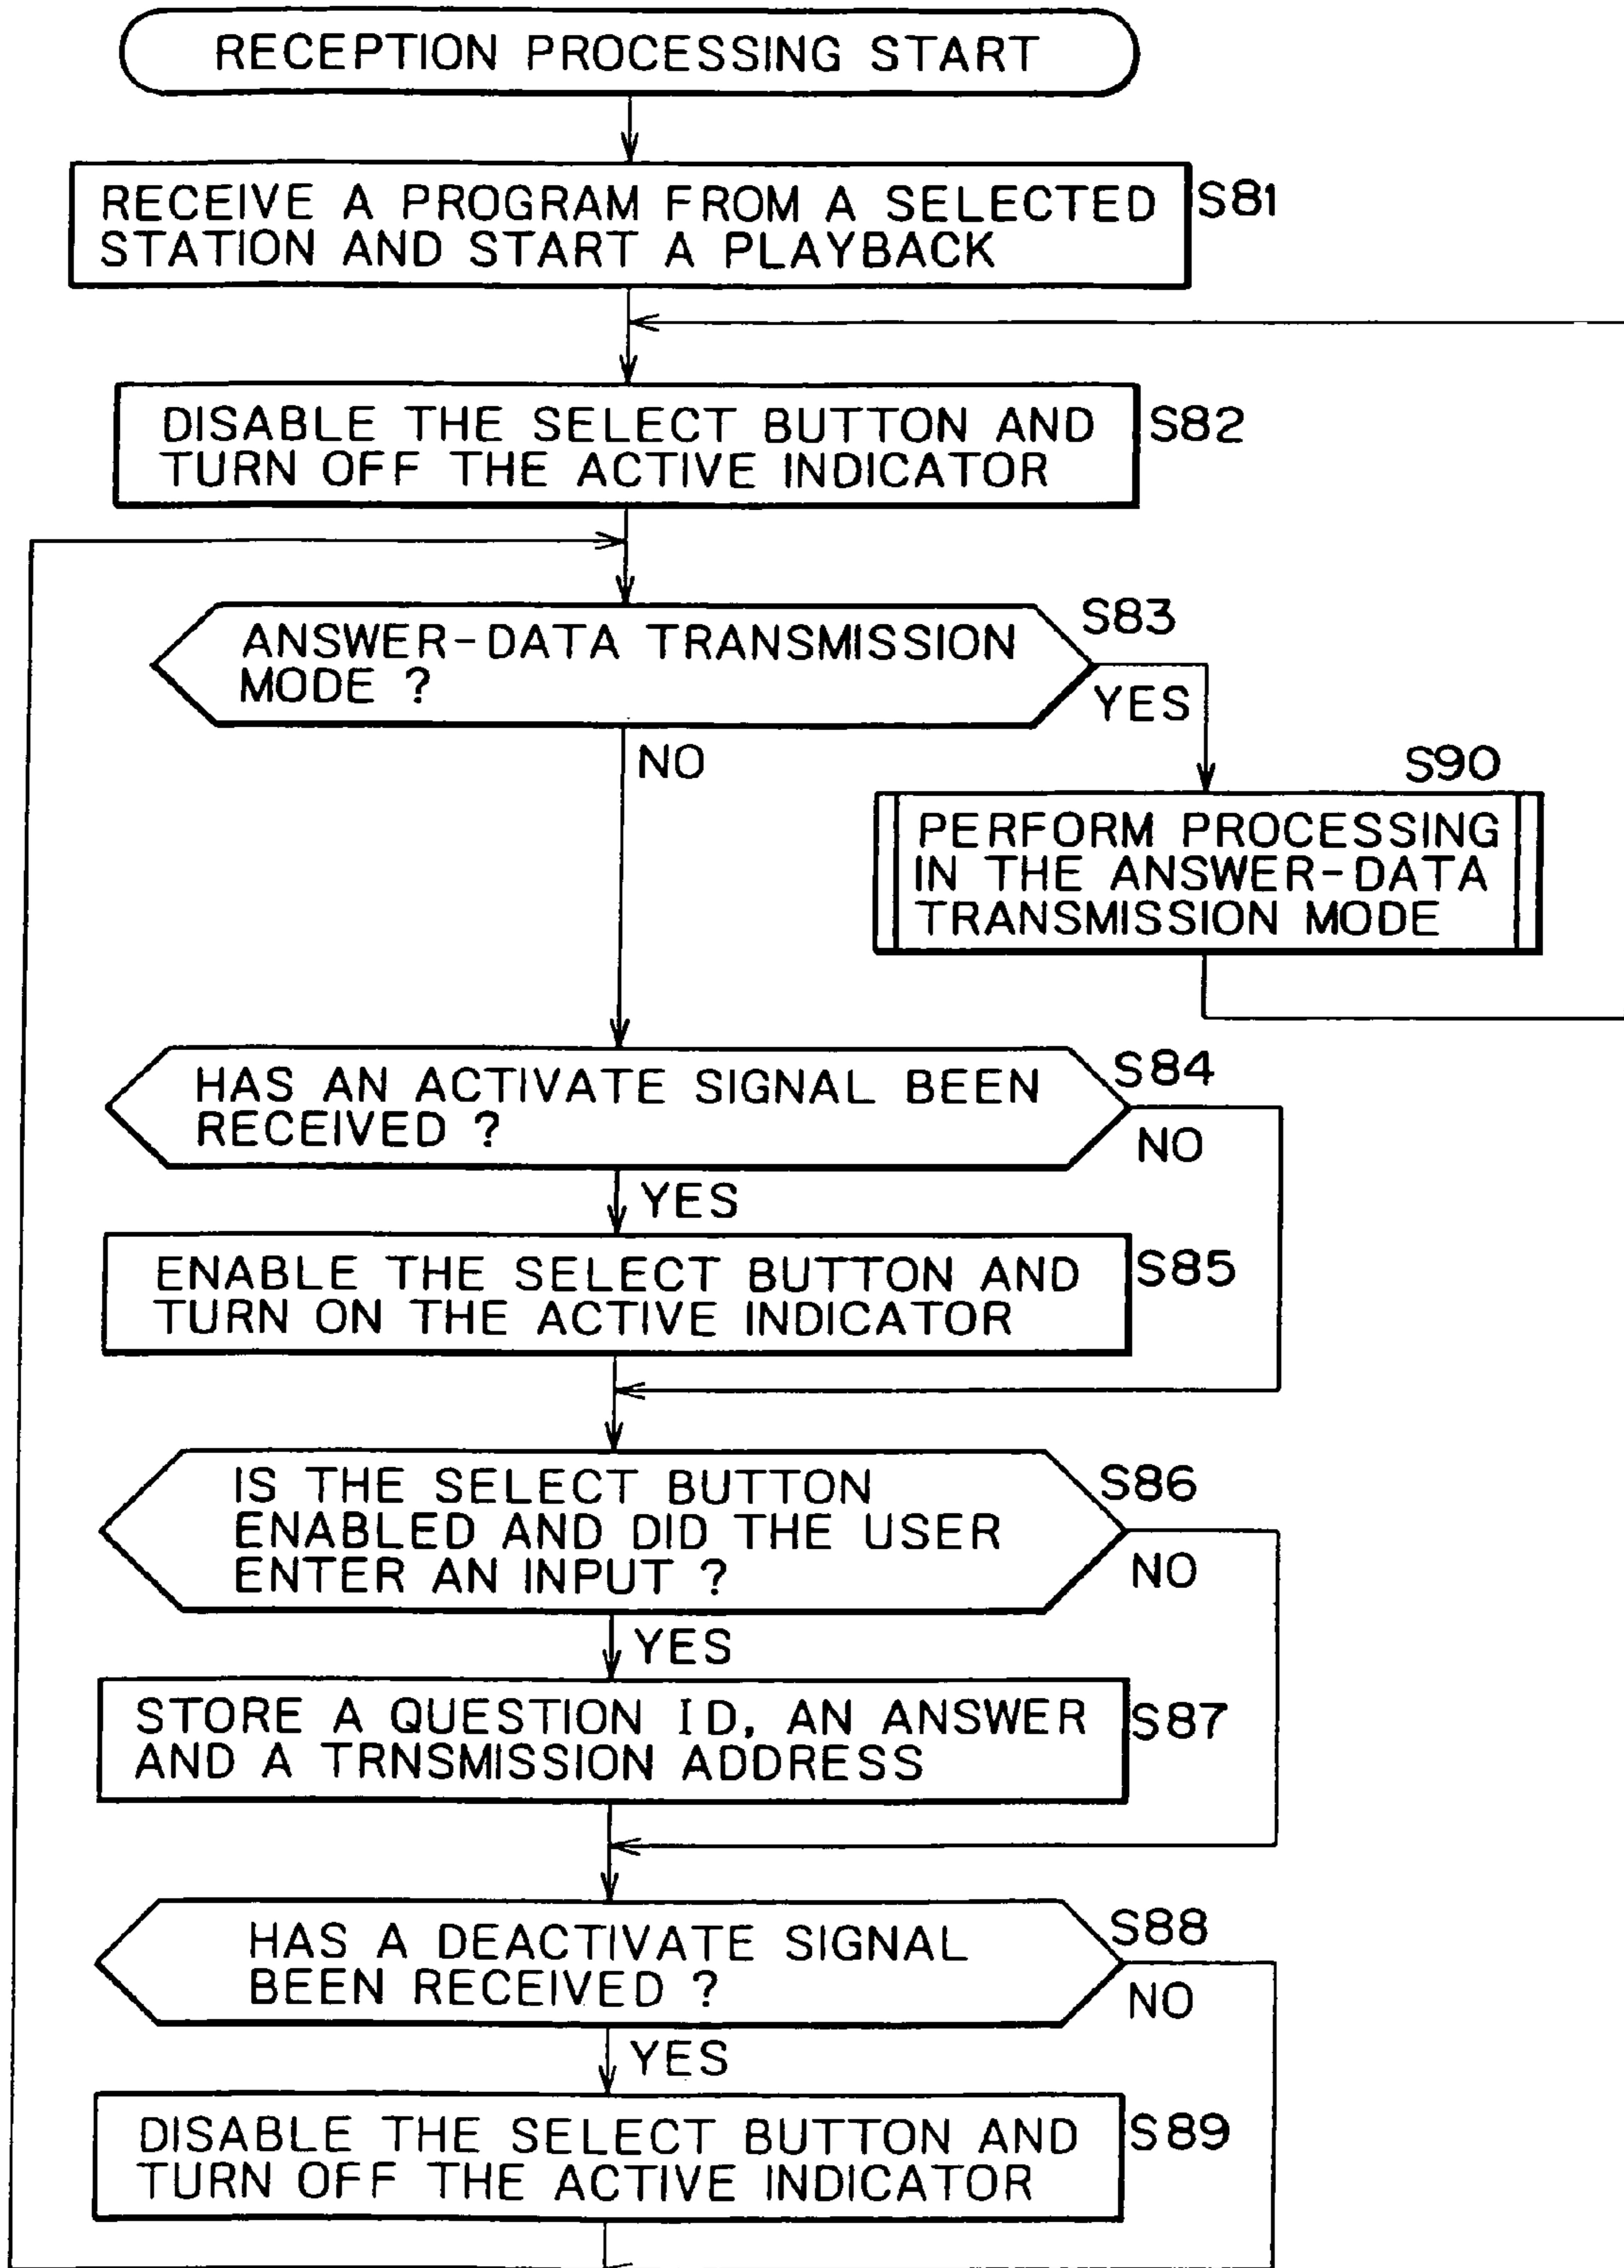 RECEPTION PROCESSING START
RECEIVE A PROGRAM FROM A SELECTED
STATION AND START A PLAYBACK
S81
DISABLE THE SELECT BUTTON AND
TURN OFF THE ACTIVE INDICATOR
S82
ANSWER-DATA TRANSMISSION
MODE ?
S83
YES
NO
S90
PERFORM PROCESSING
IN THE ANSWER-DATA
TRANSMISSION MODE
HAS AN ACTIVATE SIGNAL BEEN
RECEIVED ?
S84
NO
YES
ENABLE THE SELECT BUTTON AND
TURN ON THE ACTIVE INDICATOR
S85
IS THE SELECT BUTTON
ENABLED AND DID THE USER
ENTER AN INPUT ?
S86
NO
YES
STORE A QUESTION ID, AN ANSWER
AND A TRNSMISSION ADDRESS
S87
HAS A DEACTIVATE SIGNAL
BEEN RECEIVED ?
S88
NO
YES
DISABLE THE SELECT BUTTON AND
TURN OFF THE ACTIVE INDICATOR
S89